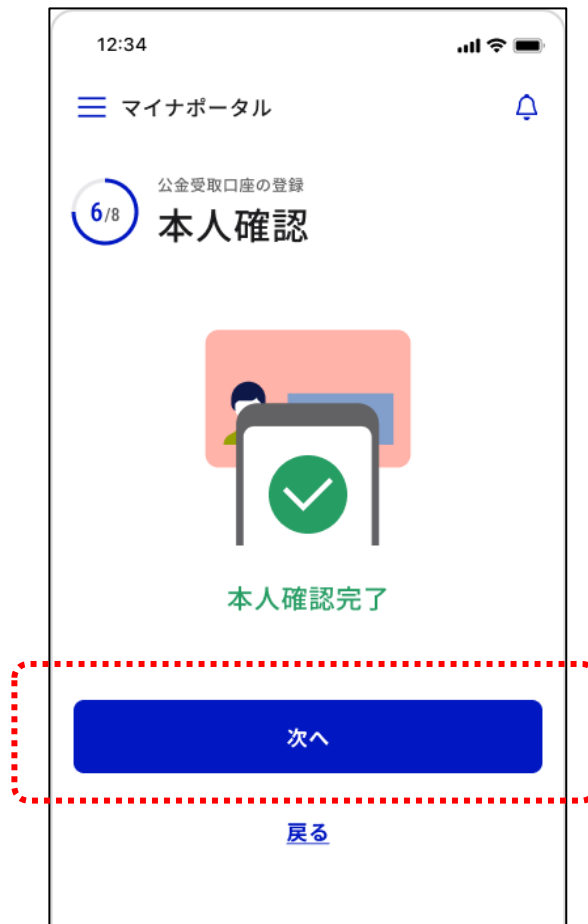 12:34
マイナポータル
公金受取口座の登録
6/8
本人確認
本人確認完了
次へ
戻る